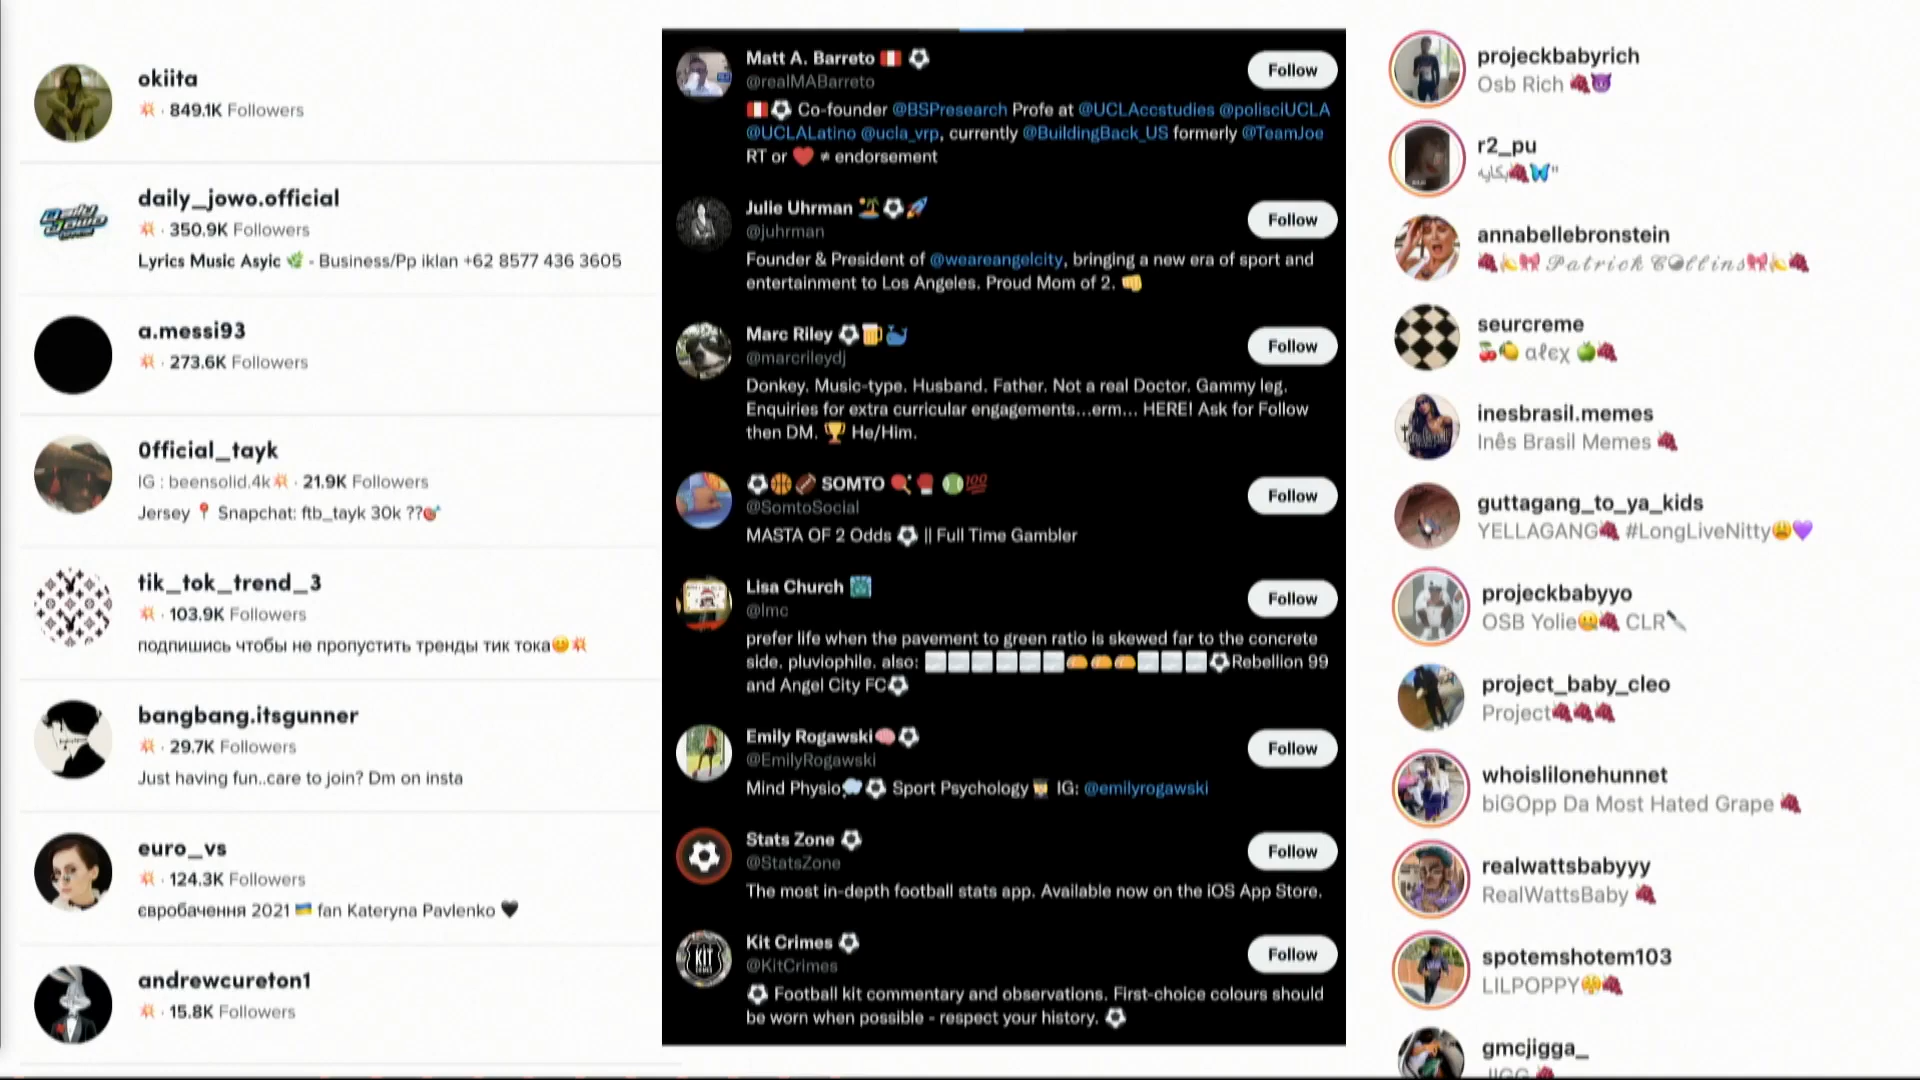 okiita
💥 · 849.1K Followers
daily_jowo.official
💥 · 350.9K Followers
Lyrics Music Asyic 🌿 - Business/Pp iklan +62 8577 436 3605
a.messi93
💥 · 273.6K Followers
0fficial_tayk
IG : beensolid.4k💥 · 21.9K Followers
Jersey 📍 Snapchat: ftb_tayk 30k ??🎯
tik_tok_trend_3
💥 · 103.9K Followers
подпишись чтобы не пропустить тренды тик тока😊💥
bangbang.itsgunner
💥 · 29.7K Followers
Just having fun..care to join? Dm on insta
euro_vs
💥 · 124.3K Followers
євробачення 2021 🇺🇦 fan Kateryna Pavlenko 🖤
andrewcureton1
💥 · 15.8K Followers
Matt A. Barreto 🇵🇪 ⚽
Follow
@realMABarreto
🇵🇪⚽ Co-founder @BSPresearch Profe at @UCLAccstudies @polisciUCLA
@UCLALatino @ucla_vrp, currently @BuildingBack_US formerly @TeamJoe
RT or ❤️ ≠ endorsement
Julie Uhrman 🏝️⚽🚀
Follow
@juhrman
Founder & President of @weareangelcity, bringing a new era of sport and
entertainment to Los Angeles. Proud Mom of 2. 👊
Marc Riley ⚽🍺🐳
Follow
@marcrileydj
Donkey. Music-type. Husband. Father. Not a real Doctor. Gammy leg.
Enquiries for extra curricular engagements...erm... HERE! Ask for Follow
then DM. 🏆 He/Him.
⚽🏀🏈 SOMTO 🏓🥊 🎾💯
Follow
@SomtoSocial
MASTA OF 2 Odds ⚽ || Full Time Gambler
Lisa Church
Follow
@lmc
prefer life when the pavement to green ratio is skewed far to the concrete
side. pluviophile. also: ⬜⬜⬜⬜⬜⬜🌮🌮🌮⬜⬜⬜⚽Rebellion 99
and Angel City FC⚽
Emily Rogawski🧠⚽
Follow
@EmilyRogawski
Mind Physio💭⚽ Sport Psychology👩‍🎓 IG: @emilyrogawski
Stats Zone ⚽
Follow
@StatsZone
The most in-depth football stats app. Available now on the iOS App Store.
KIT CRIMES
Kit Crimes ⚽
Follow
@KitCrimes
⚽ Football kit commentary and observations. First-choice colours should
be worn when possible - respect your history. ⚽
projeckbabyrich
Osb Rich 🍇😈
r2_pu
🍇🦋"
annabellebronstein
🍇💫🎀 𝒫𝒶𝓉𝓇𝒾𝒸𝓀 𝒞𝑜𝓁𝓁𝒾𝓃𝓈🎀💫🍇
seurcreme
🍒🍋 αℓєχ 🍏🍇
inesbrasil.memes
Inês Brasil Memes 🍇
guttagang_to_ya_kids
YELLAGANG🍇 #LongLiveNitty😩💜
projeckbabyyo
OSB Yolie🤐🍇 CLR🔪
project_baby_cleo
Project🍇🍇🍇
whoislilonehunnet
biGOpp Da Most Hated Grape 🍇
realwattsbabyyy
RealWattsBaby 🍇
spotemshotem103
LILPOPPY😤🍇
gmcjigga_